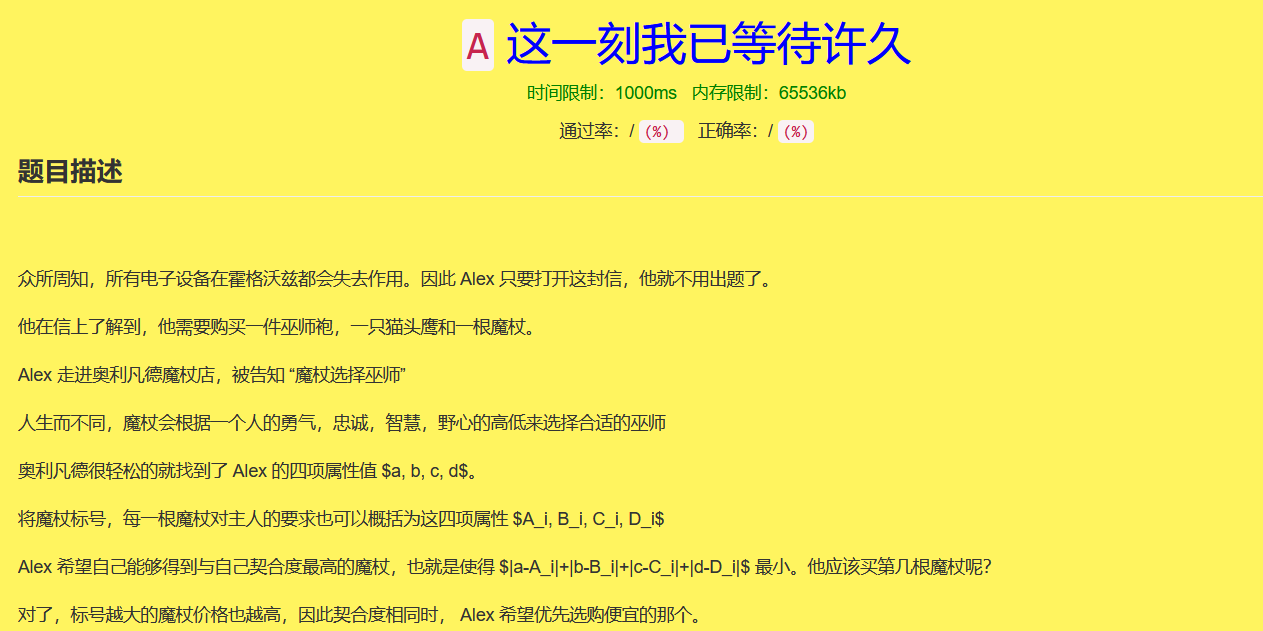 A 这一刻我已等待许久
时间限制：1000ms 内存限制：65536kb
通过率：/ (%) 正确率：/ (%)
题目描述
众所周知，所有电子设备在霍格沃兹都会失去作用。因此 Alex 只要打开这封信，他就不用出题了。
他在信上了解到，他需要购买一件巫师袍，一只猫头鹰和一根魔杖。
Alex 走进奥利凡德魔杖店，被告知 “魔杖选择巫师”
人生而不同，魔杖会根据一个人的勇气，忠诚，智慧，野心的高低来选择合适的巫师
奥利凡德很轻松的就找到了 Alex 的四项属性值 $a, b, c, d$。
将魔杖标号，每一根魔杖对主人的要求也可以概括为这四项属性 $A_i, B_i, C_i, D_i$
Alex 希望自己能够得到与自己契合度最高的魔杖，也就是使得 $|a-A_i|+|b-B_i|+|c-C_i|+|d-D_i|$ 最小。他应该买第几根魔杖呢？
对了，标号越大的魔杖价格也越高，因此契合度相同时， Alex 希望优先选购便宜的那个。